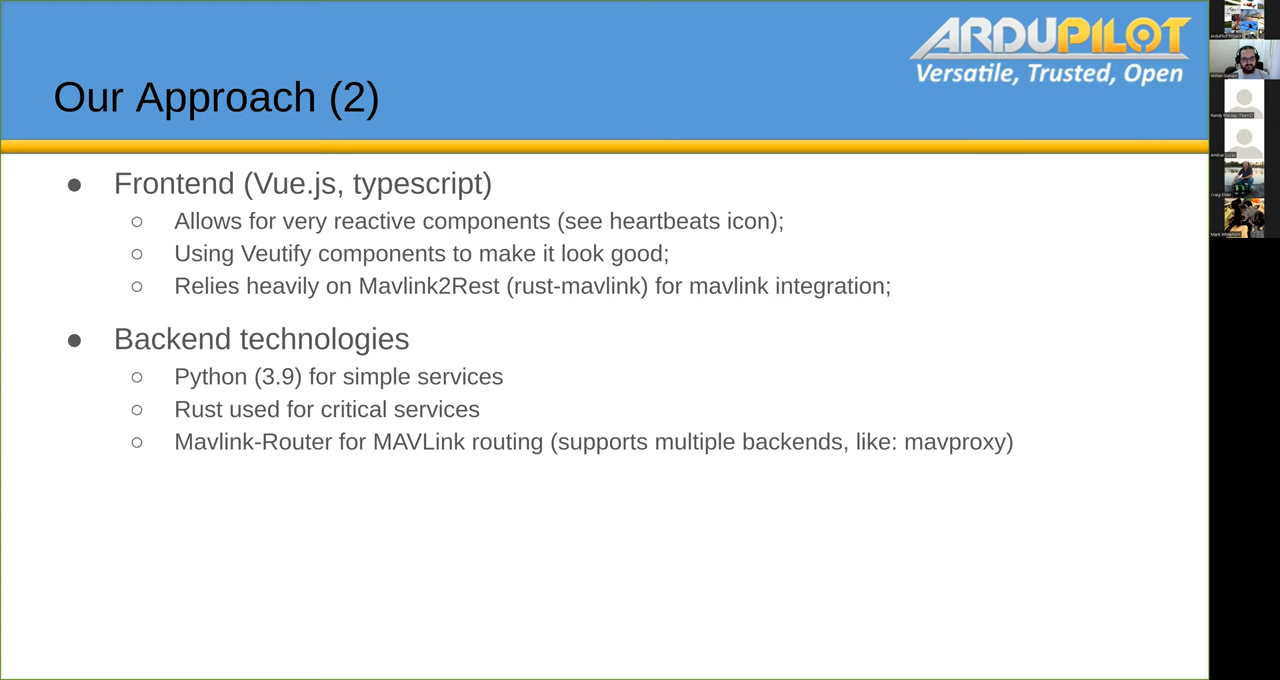 ARDUPILOT
Versatile, Trusted, Open
Our Approach (2)
● Frontend (Vue.js, typescript)
○ Allows for very reactive components (see heartbeats icon);
○ Using Veutify components to make it look good;
○ Relies heavily on Mavlink2Rest (rust-mavlink) for mavlink integration;
● Backend technologies
○ Python (3.9) for simple services
○ Rust used for critical services
○ Mavlink-Router for MAVLink routing (supports multiple backends, like: mavproxy)
Craig Elder